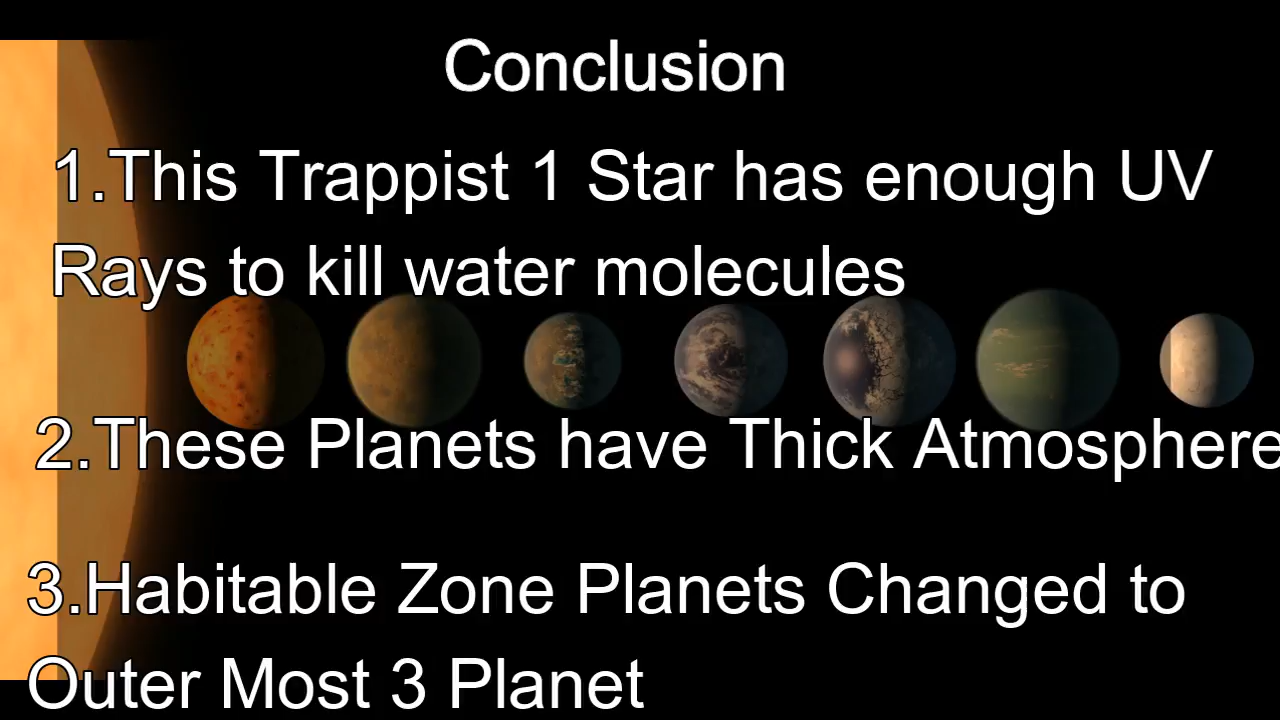 Conclusion
1.This Trappist 1 Star has enough UV
Rays to kill water molecules
2.These Planets have Thick Atmosphere
3.Habitable Zone Planets Changed to
Outer Most 3 Planet